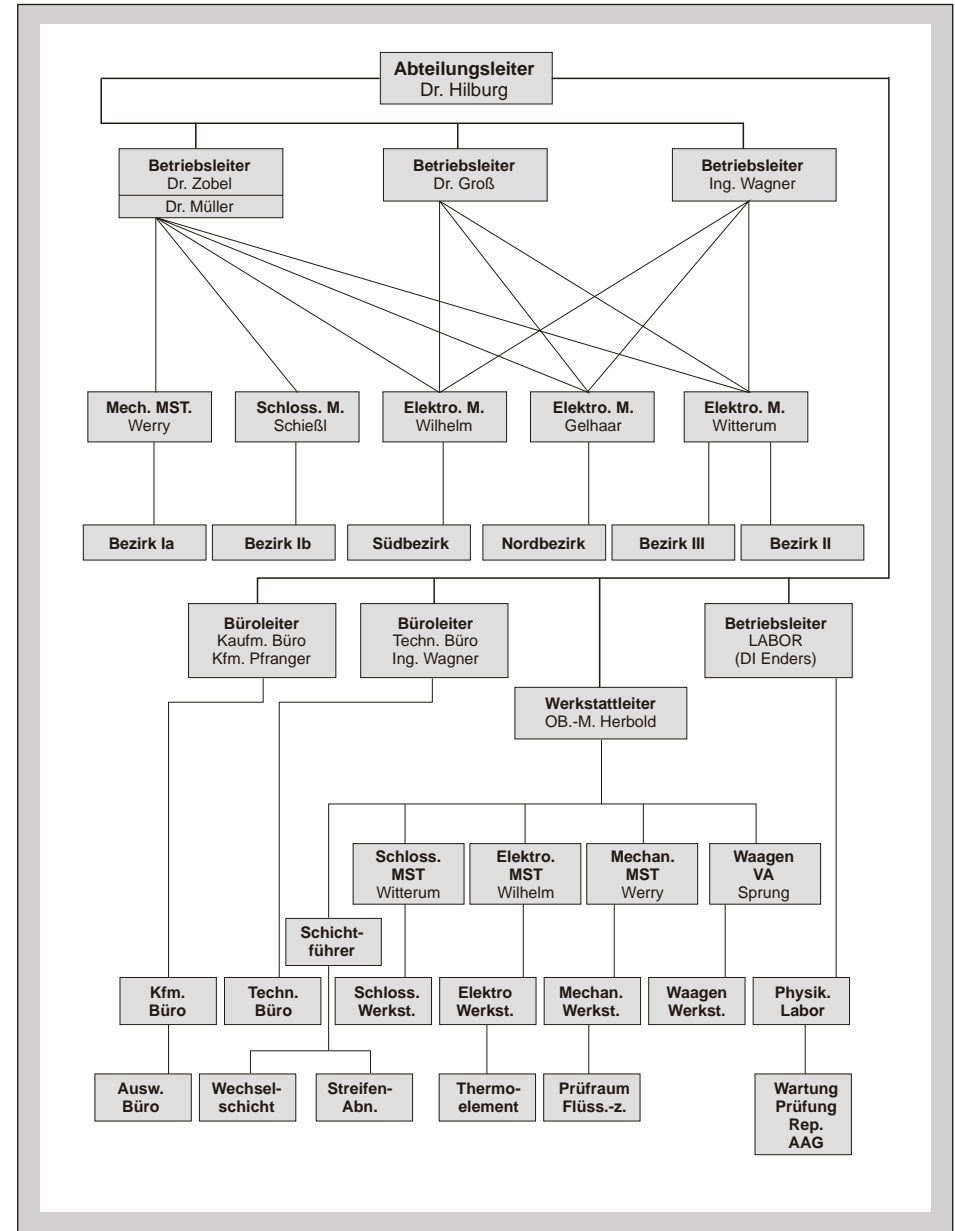 Abteilungsleiter
Dr. Hilburg
Betriebsleiter
Dr. Zobel
Dr. Müller
Betriebsleiter
Dr. Groß
Betriebsleiter
Ing. Wagner
Mech. MST.
Werry
Schloss. M.
Schießl
Elektro. M.
Wilhelm
Elektro. M.
Gelhaar
Elektro. M.
Witterum
Bezirk Ia
Bezirk Ib
Südbezirk
Nordbezirk
Bezirk III
Bezirk II
Büroleiter
Kaufm. Büro
Kfm. Pfranger
Büroleiter
Techn. Büro
Ing. Wagner
Betriebsleiter
LABOR
(DI Enders)
Werkstattleiter
OB.-M. Herbold
Schloss.
MST
Witterum
Elektro.
MST
Wilhelm
Mechan.
MST
Werry
Waagen
VA
Sprung
Schicht-
führer
Kfm.
Büro
Techn.
Büro
Schloss.
Werkst.
Elektro
Werkst.
Mechan.
Werkst.
Waagen
Werkst.
Physik.
Labor
Ausw.
Büro
Wechsel-
schicht
Streifen-
Abn.
Thermo-
element
Prüfraum
Flüss.-z.
Wartung
Prüfung
Rep.
AAG